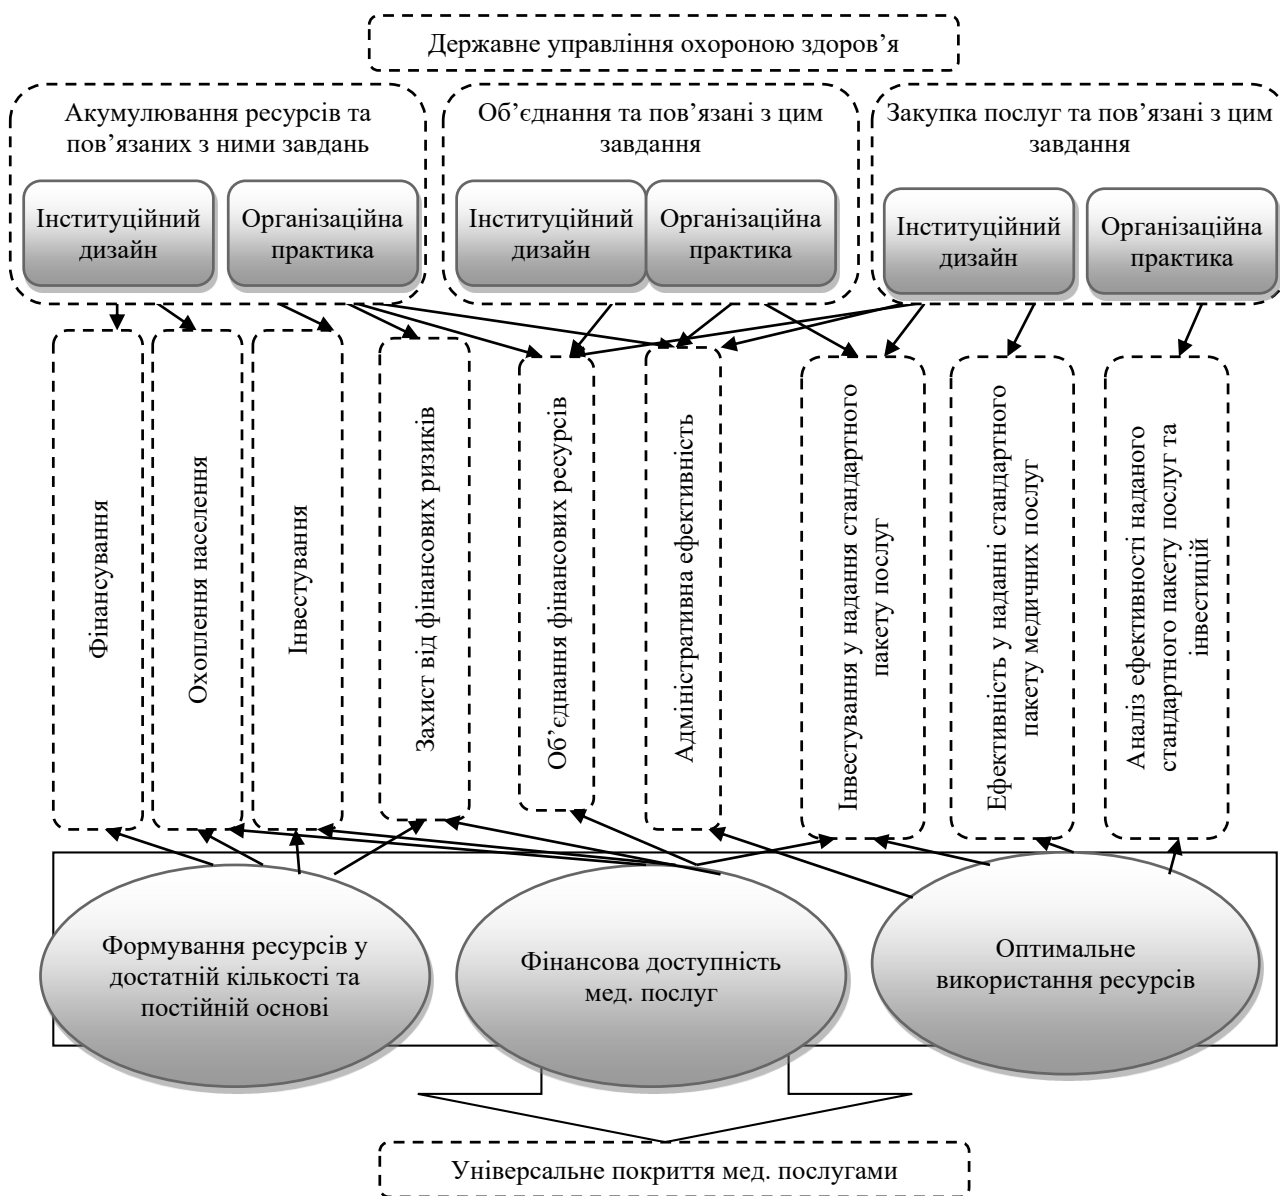 Державне управління охороною здоров’я
Акумулювання ресурсів та
пов’язаних з ними завдань
Інституційний
дизайн
Організаційна
практика
Об’єднання та пов’язані з цим
завдання
Інституційний
дизайн
Організаційна
практика
Закупка послуг та пов’язані з цим
завдання
Інституційний
дизайн
Організаційна
практика
Фінансування
Охоплення населення
Інвестування
Захист від фінансових ризиків
Об’єднання фінансових ресурсів
Адміністративна ефективність
Інвестування у надання стандартного
пакету послуг
Ефективність у наданні стандартного
пакету медичних послуг
Аналіз ефективності наданого
стандартного пакету послуг та
інвестицій
Формування ресурсів у
достатній кількості та
постійній основі
Фінансова доступність
мед. послуг
Оптимальне
використання ресурсів
Універсальне покриття мед. послугами